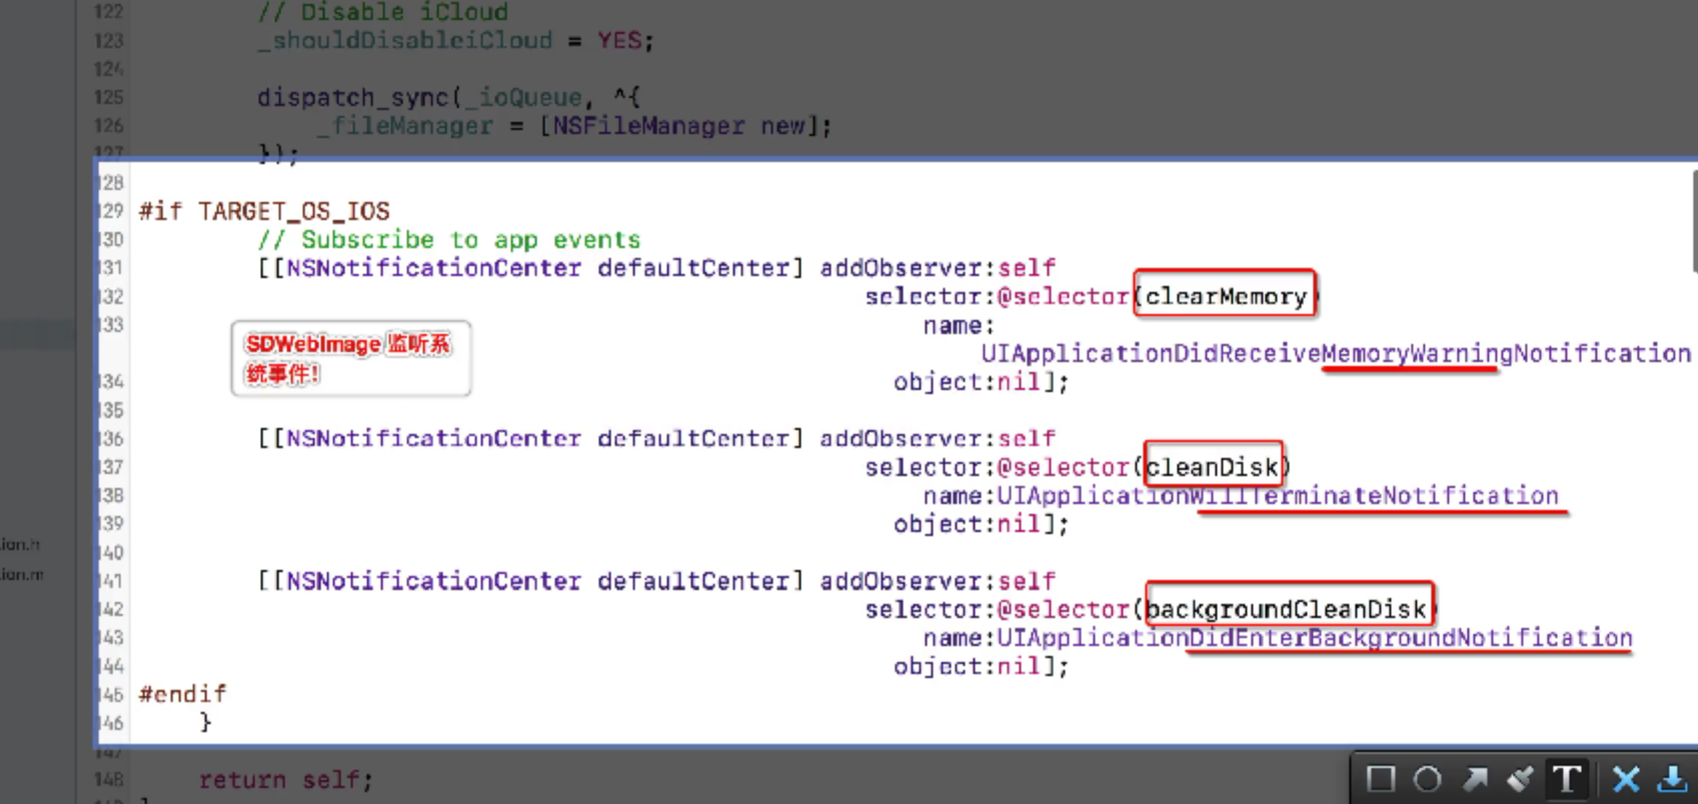 122 // Disable iCloud
123 _shouldDisableiCloud = YES;
124
125 dispatch_sync(_ioQueue, ^{
126 _fileManager = [NSFileManager new];
127 });
128
129 #if TARGET_OS_IOS
130 // Subscribe to app events
131 [[NSNotificationCenter defaultCenter] addObserver:self
132 selector:@selector(clearMemory)
133 name:
UIApplicationDidReceiveMemoryWarningNotification
SDWebImage 监听系
统事件!
134 object:nil];
135
136 [[NSNotificationCenter defaultCenter] addObserver:self
137 selector:@selector(cleanDisk)
138 name:UIApplicationWillTerminateNotification
139 object:nil];
140
ian.h
141 [[NSNotificationCenter defaultCenter] addObserver:self
ian.m
142 selector:@selector(backgroundCleanDisk)
143 name:UIApplicationDidEnterBackgroundNotification
144 object:nil];
145 #endif
146 }
147
148 return self;
T